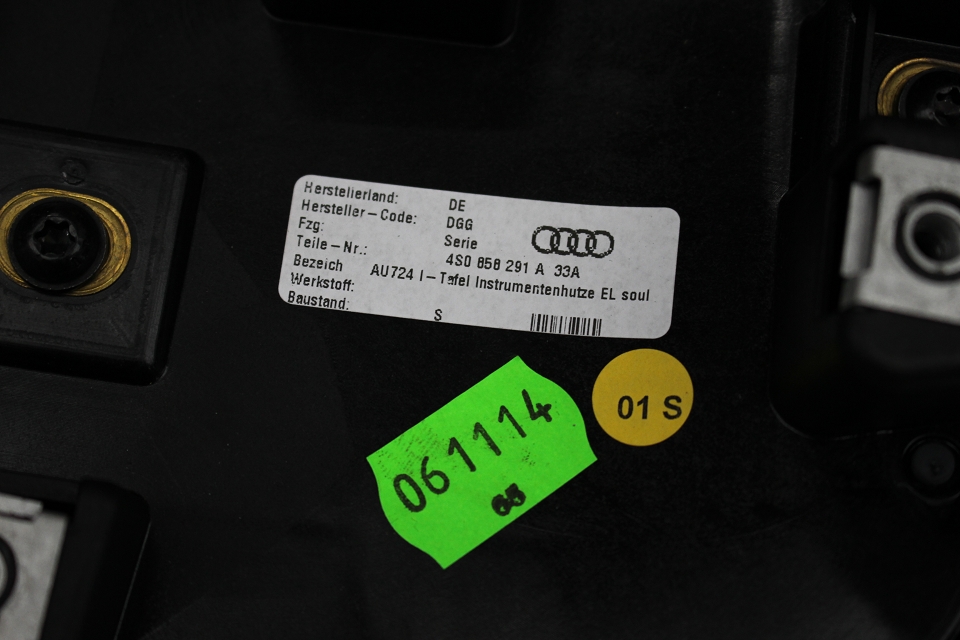 Herstellerland: DE
Hersteller-Code: DGG
Fzg: Serie
Teile-Nr.: 4S0 858 291 A 33A
Bezeich AU724 I-Tafel Instrumentenhutze EL soul
Werkstoff:
Baustand: S
061114
01 S